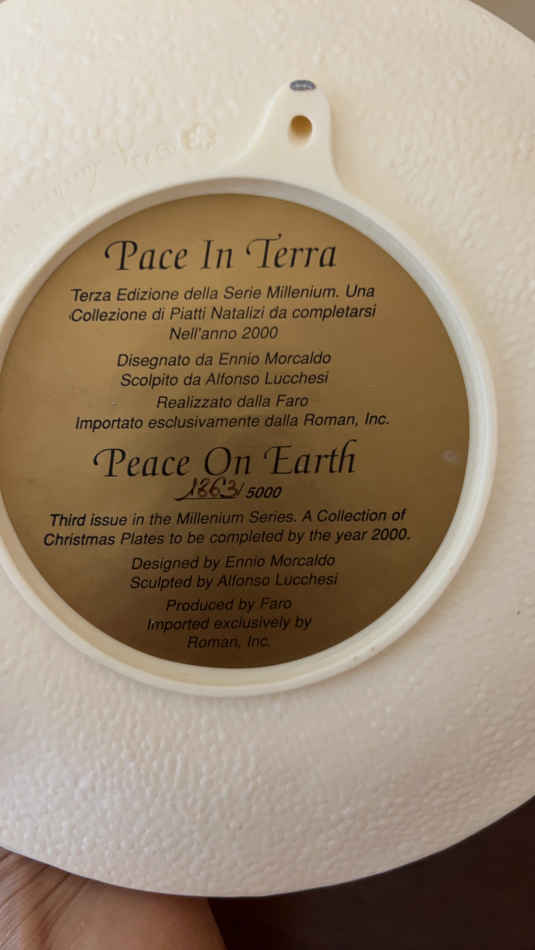 Pace In Terra
Terza Edizione della Serie Millenium. Una
Collezione di Piatti Natalizi da completarsi
Nell'anno 2000
Disegnato da Ennio Morcaldo
Scolpito da Alfonso Lucchesi
Realizzato dalla Faro
Importato esclusivamente dalla Roman, Inc.
Peace On Earth
1863/5000
Third issue in the Millenium Series. A Collection of
Christmas Plates to be completed by the year 2000.
Designed by Ennio Morcaldo
Sculpted by Alfonso Lucchesi
Produced by Faro
Imported exclusively by
Roman, Inc.